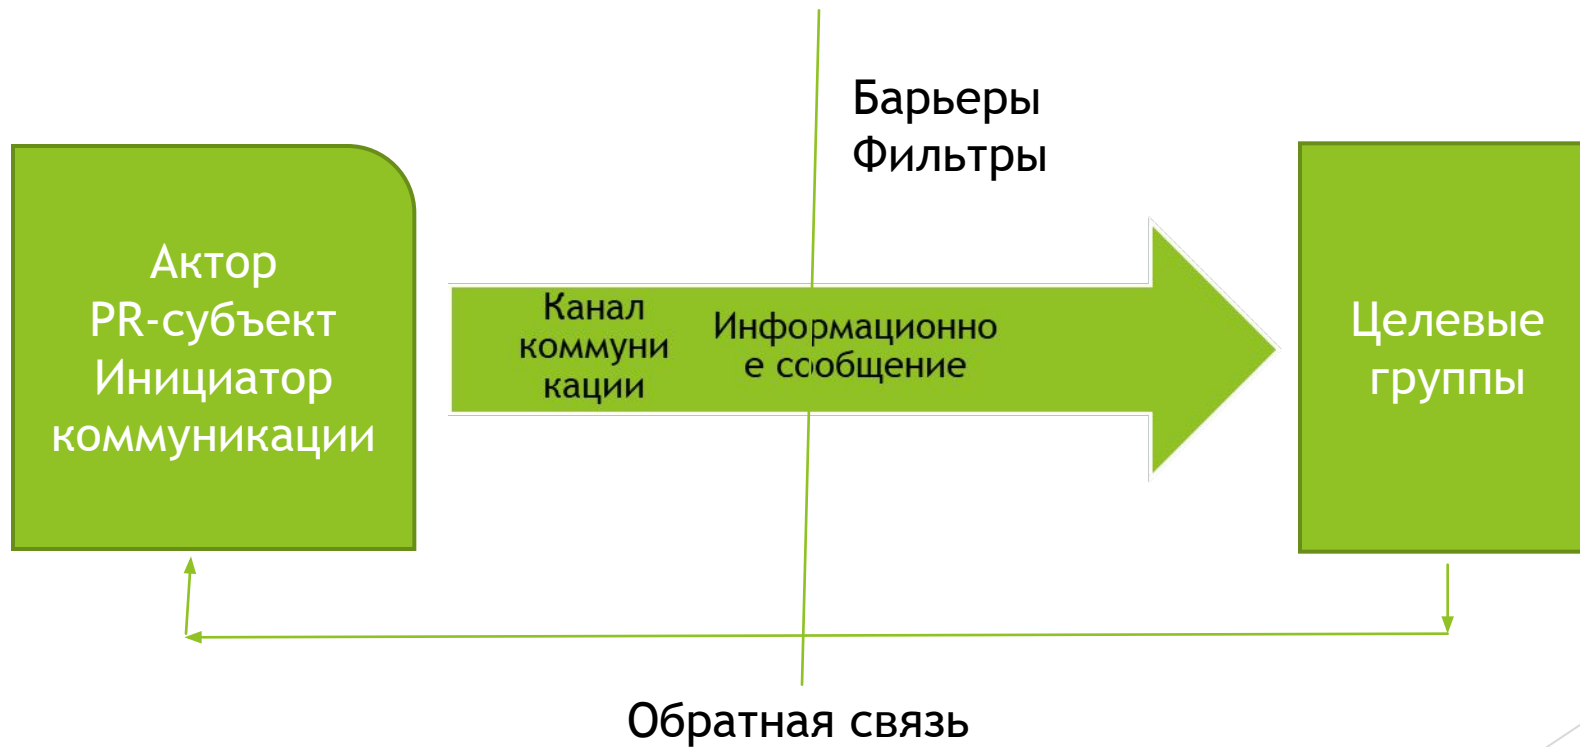 Барьеры
Фильтры
Актор
PR-субъект
Инициатор
коммуникации
Канал
коммуни
кации
Информационно
е сообщение
Целевые
группы
Обратная связь